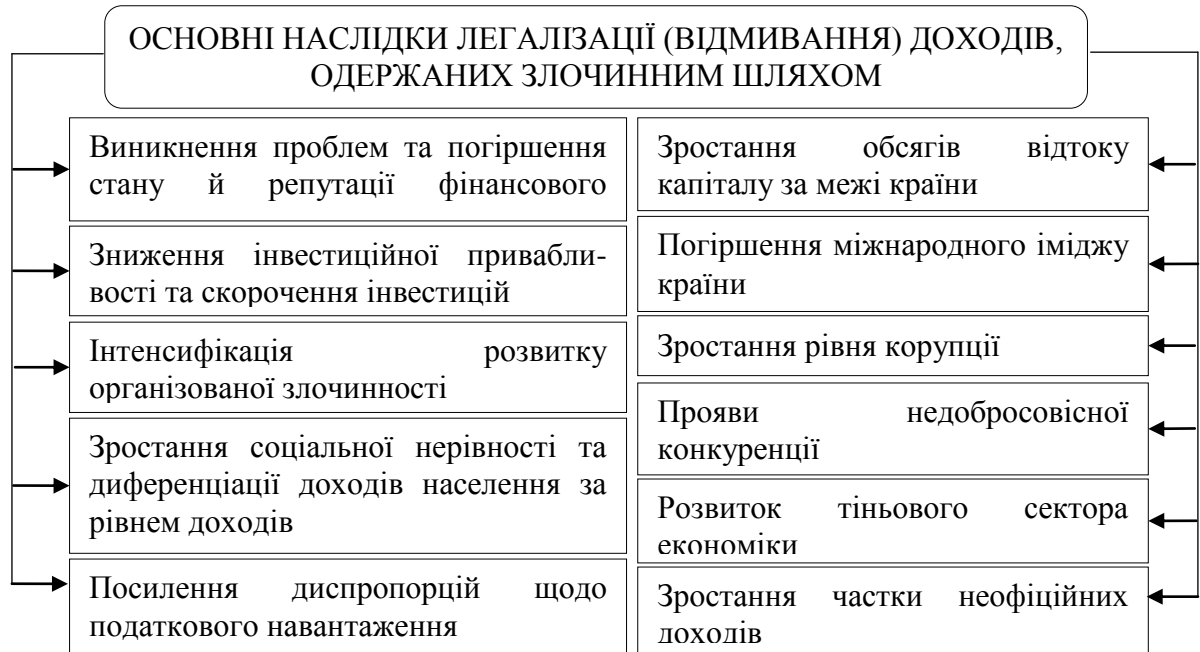 ОСНОВНІ НАСЛІДКИ ЛЕГАЛІЗАЦІЇ (ВІДМИВАННЯ) ДОХОДІВ,
ОДЕРЖАНИХ ЗЛОЧИННИМ ШЛЯХОМ
Виникнення проблем та погіршення
стану й репутації фінансового
Зниження інвестиційної привабли-
вості та скорочення інвестицій
Інтенсифікація розвитку
організованої злочинності
Зростання соціальної нерівності та
диференціації доходів населення за
рівнем доходів
Посилення диспропорцій щодо
податкового навантаження
Зростання обсягів відтоку
капіталу за межі країни
Погіршення міжнародного іміджу
країни
Зростання рівня корупції
Прояви недобросовісної
конкуренції
Розвиток тіньового сектора
економіки
Зростання частки неофіційних
доходів